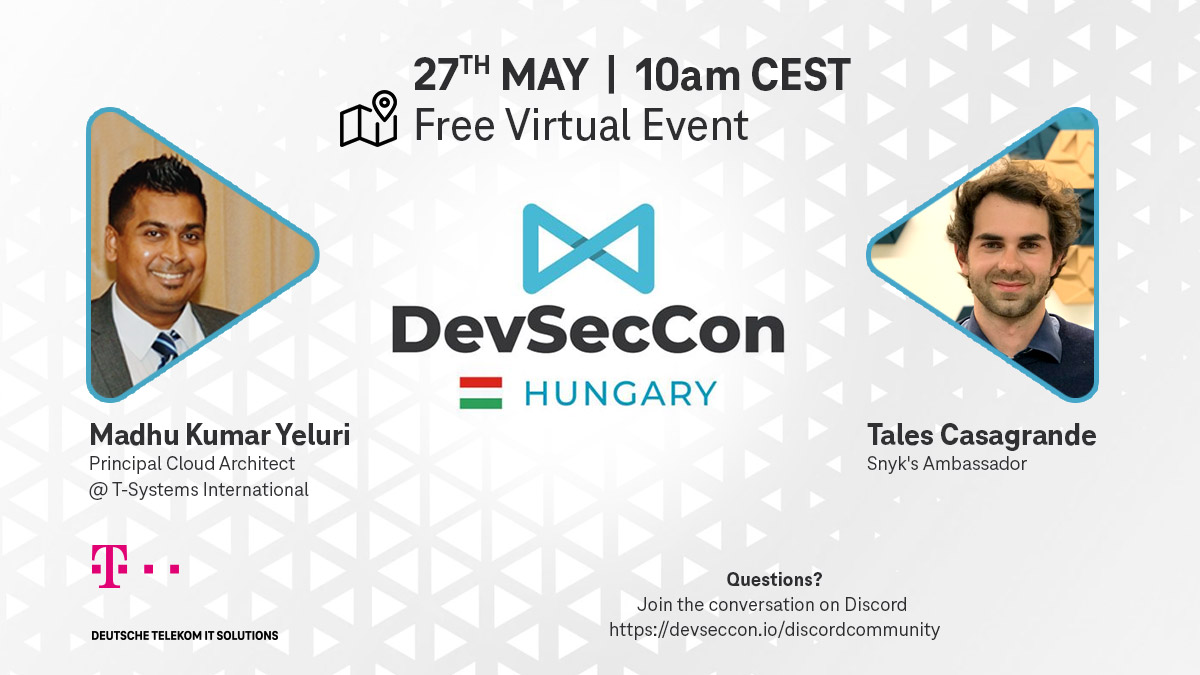 27TH MAY | 10am CEST
Free Virtual Event
DevSecCon
HUNGARY
Madhu Kumar Yeluri
Principal Cloud Architect
@ T-Systems International
Tales Casagrande
Snyk's Ambassador
T
DEUTSCHE TELEKOM IT SOLUTIONS
Questions?
Join the conversation on Discord
https://devseccon.io/discordcommunity